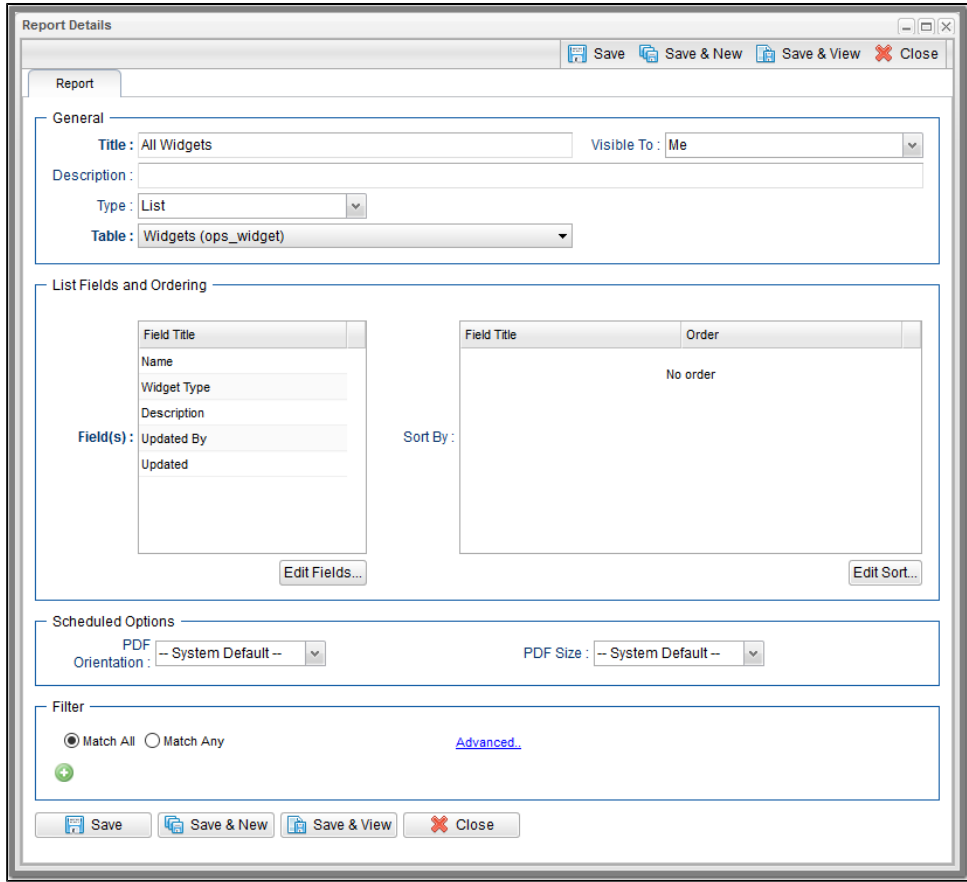 Report Details
Save Save & New Save & View Close
Report
General
Title : All Widgets Visible To : Me
Description :
Type : List
Table : Widgets (ops_widget)
List Fields and Ordering
Field Title Field Title Order
Name No order
Widget Type
Description
Field(s) : Updated By Sort By :
Updated
Edit Fields... Edit Sort...
Scheduled Options
PDF
Orientation : -- System Default -- PDF Size : -- System Default --
Filter
Match All Match Any Advanced..
Save Save & New Save & View Close